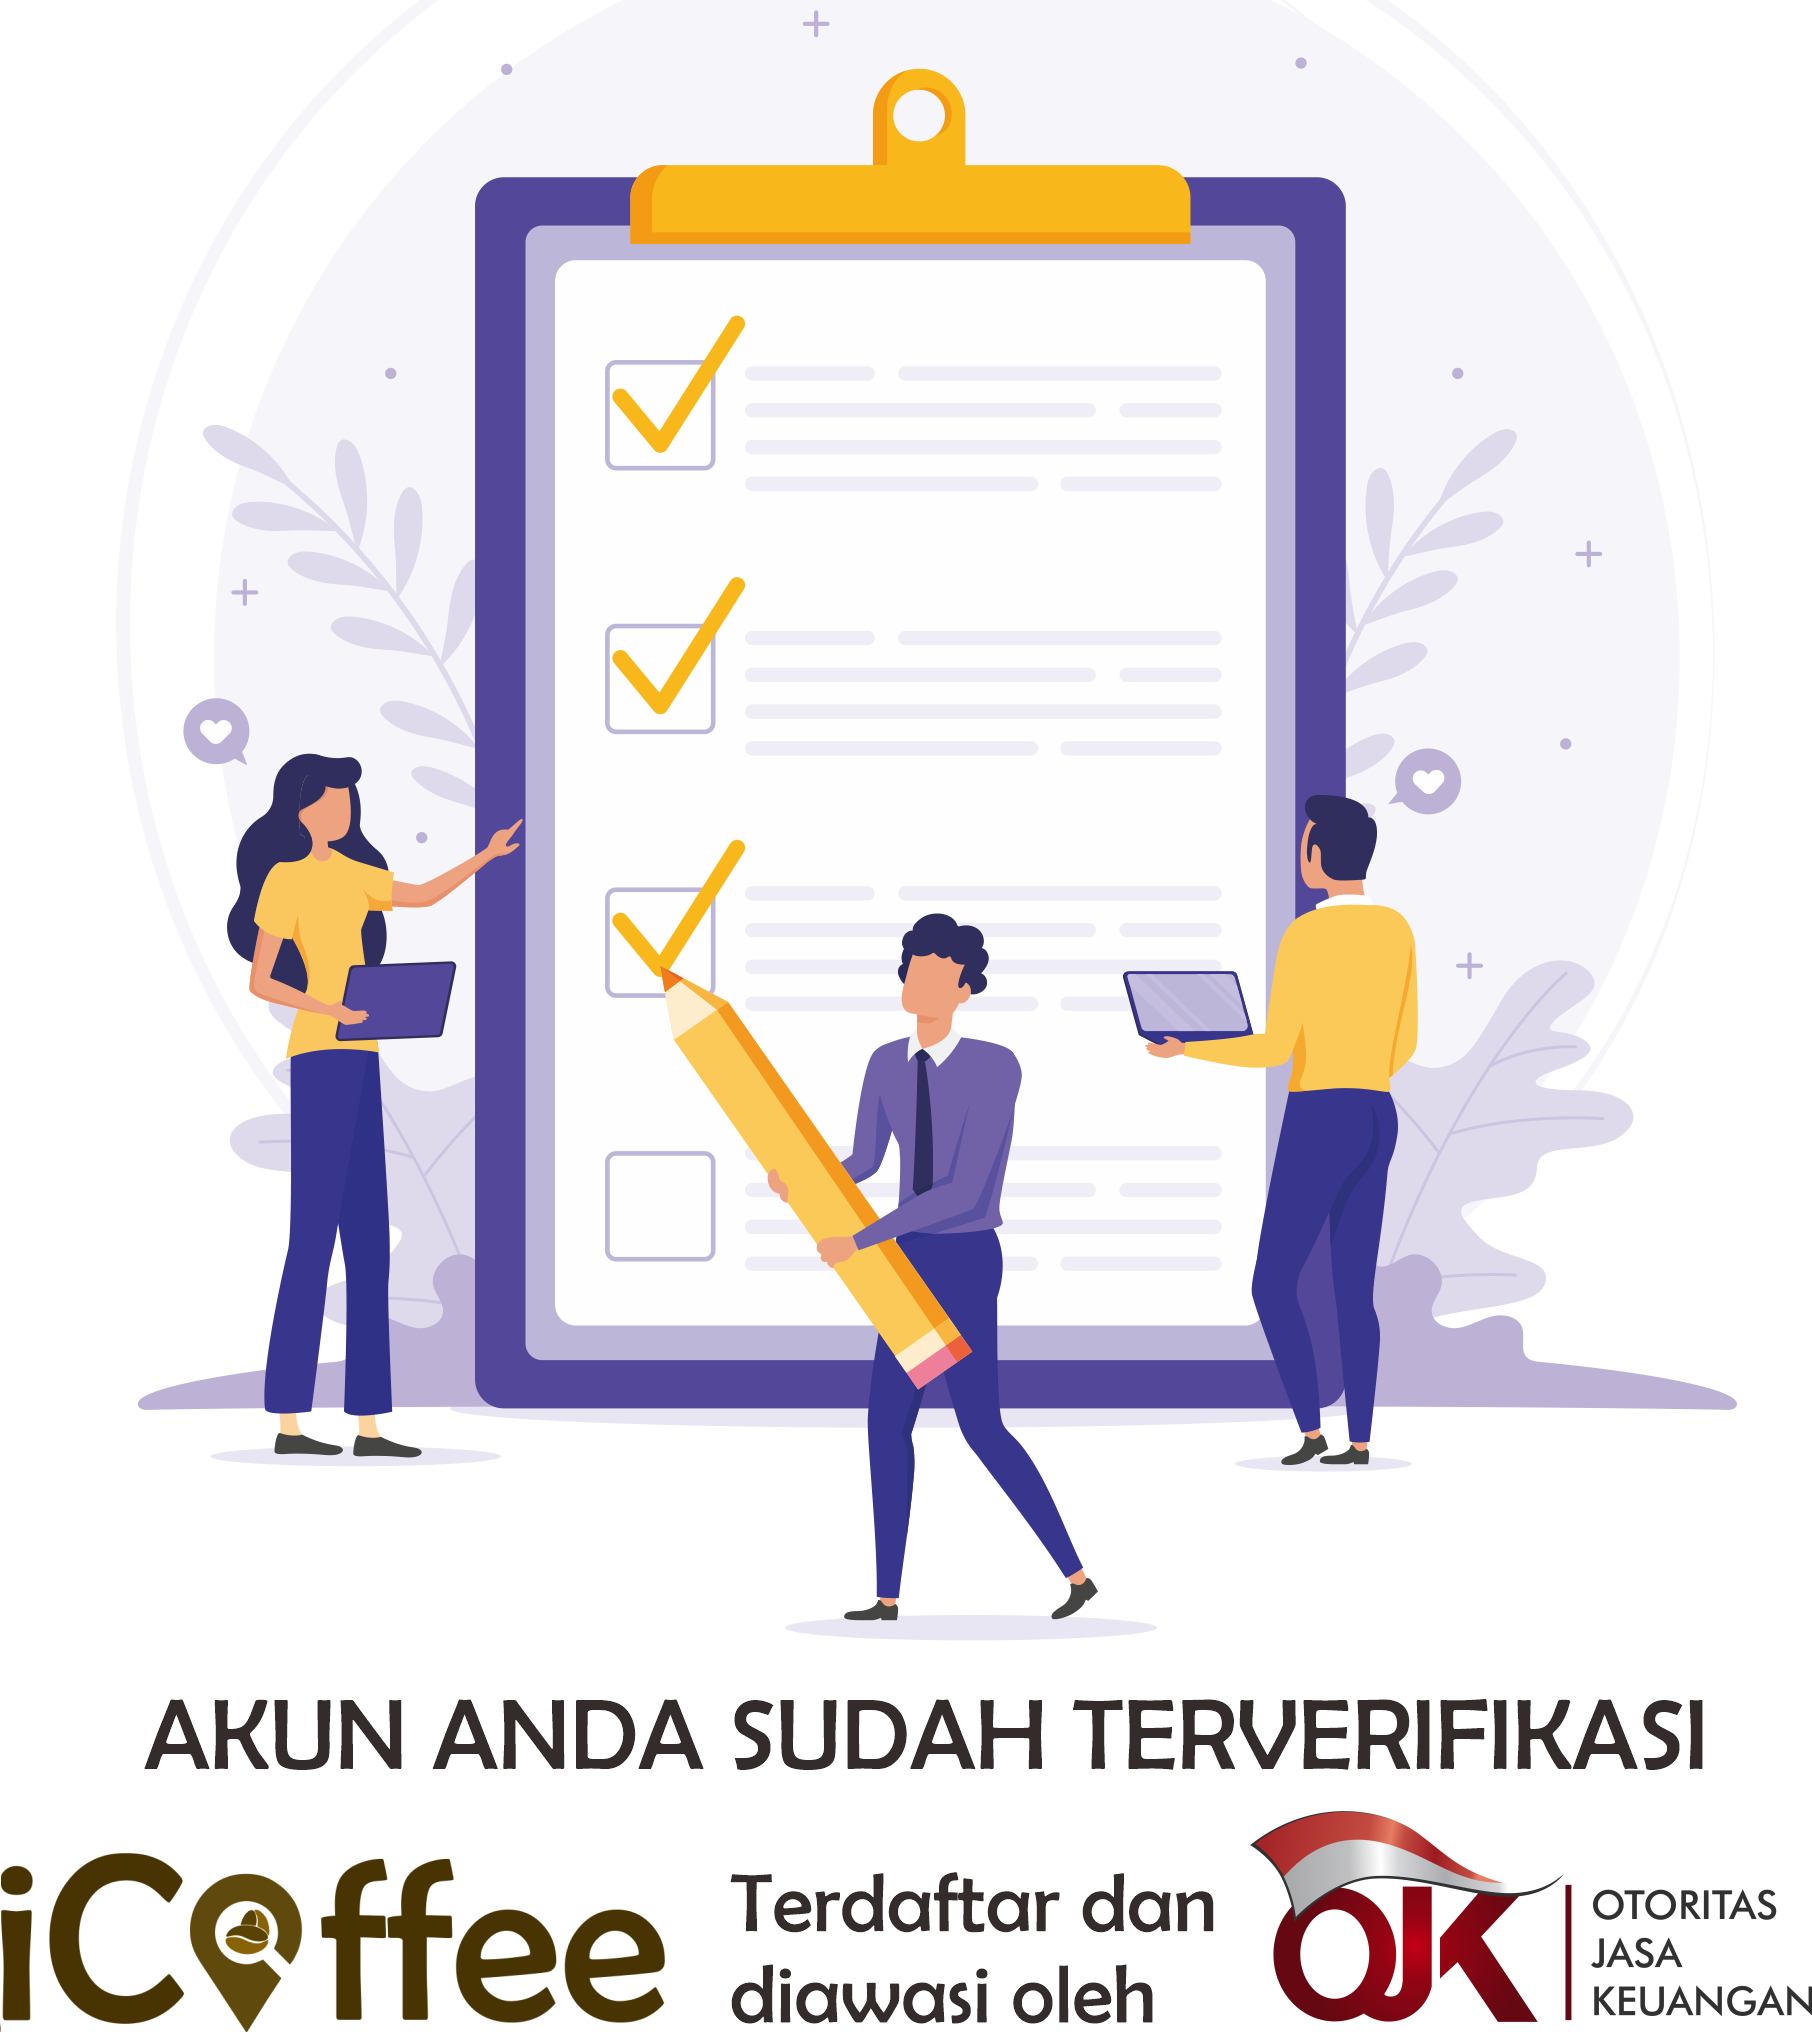 AKUN ANDA SUDAH TERVERIFIKASI
iCoffee
Terdaftar dan
diawasi oleh
OJK
OTORITAS
JASA
KEUANGAN